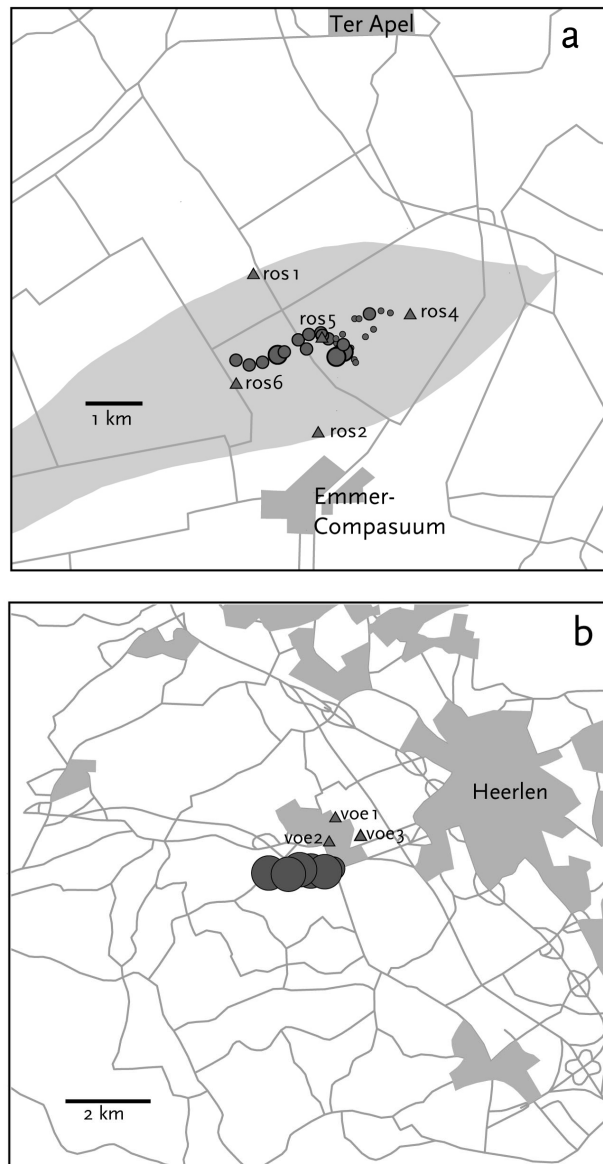 Ter Apel
a
ros1
ros5
ros4
ros6
1 km
ros2
Emmer-
Compasuum
b
Heerlen
voe1
voe2
voe3
2 km